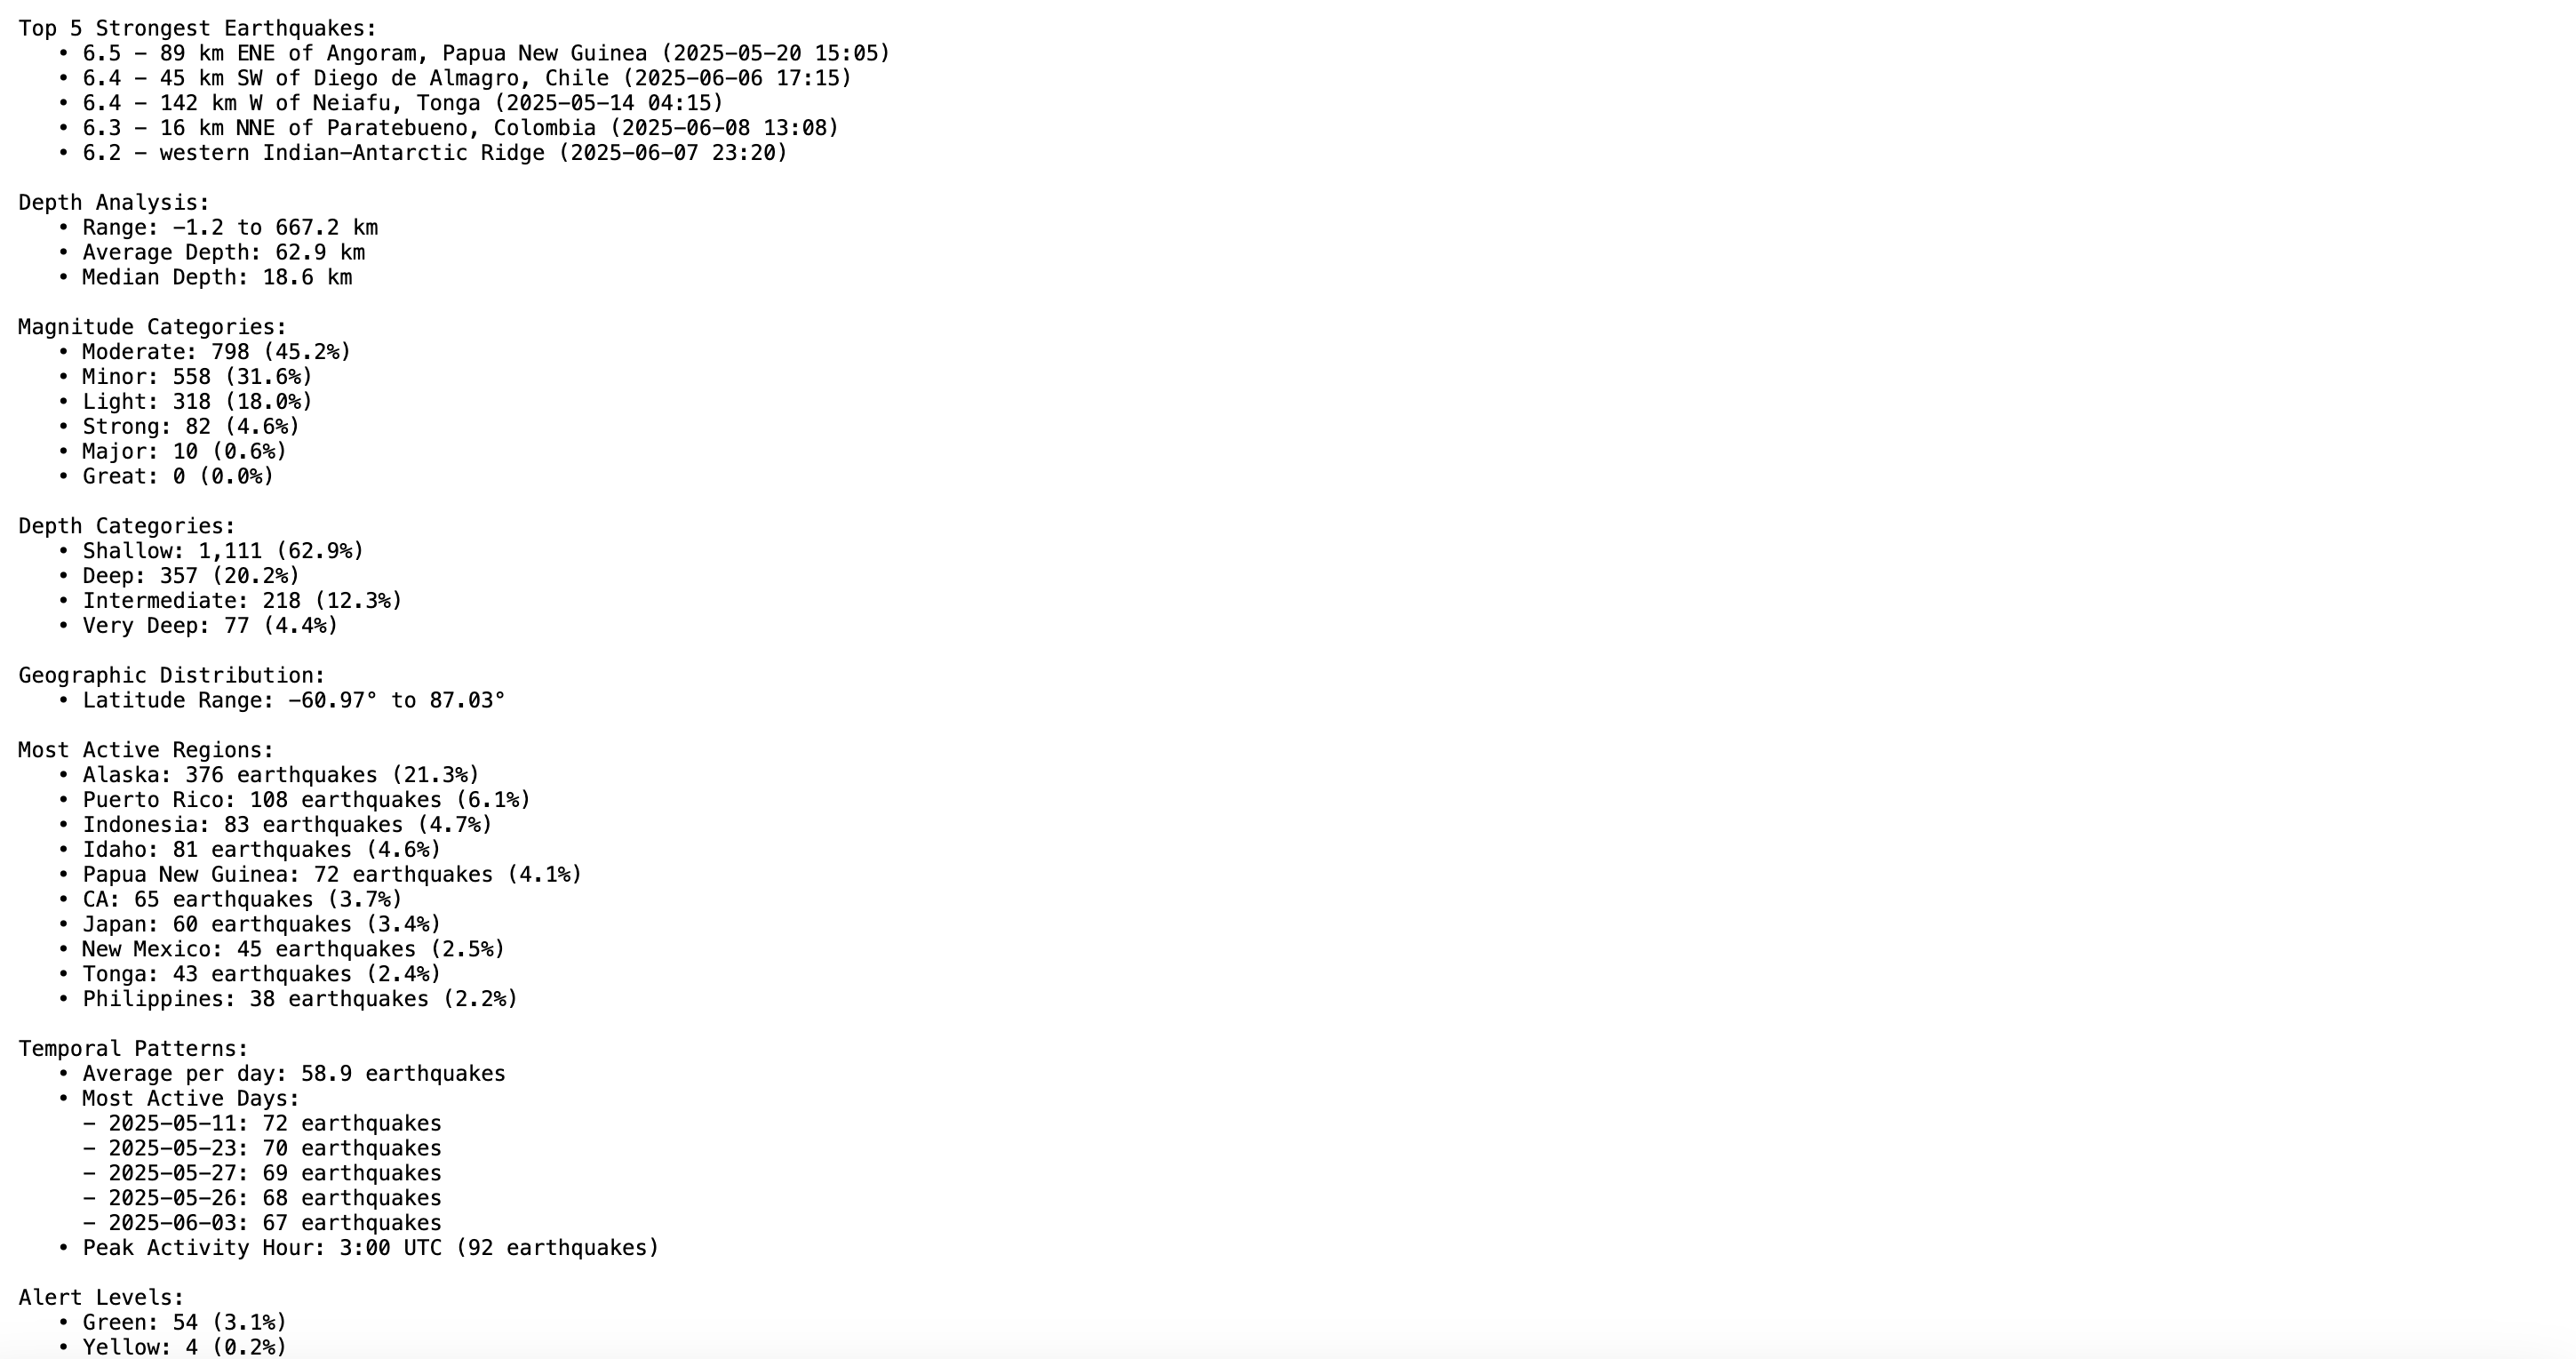 Top 5 Strongest Earthquakes:
• 6.5 – 89 km ENE of Angoram, Papua New Guinea (2025-05-20 15:05)
• 6.4 – 45 km SW of Diego de Almagro, Chile (2025-06-06 17:15)
• 6.4 – 142 km W of Neiafu, Tonga (2025-05-14 04:15)
• 6.3 – 16 km NNE of Paratebueno, Colombia (2025-06-08 13:08)
• 6.2 – western Indian-Antarctic Ridge (2025-06-07 23:20)
Depth Analysis:
• Range: -1.2 to 667.2 km
• Average Depth: 62.9 km
• Median Depth: 18.6 km
Magnitude Categories:
• Moderate: 798 (45.2%)
• Minor: 558 (31.6%)
• Light: 318 (18.0%)
• Strong: 82 (4.6%)
• Major: 10 (0.6%)
• Great: 0 (0.0%)
Depth Categories:
• Shallow: 1,111 (62.9%)
• Deep: 357 (20.2%)
• Intermediate: 218 (12.3%)
• Very Deep: 77 (4.4%)
Geographic Distribution:
• Latitude Range: -60.97° to 87.03°
Most Active Regions:
• Alaska: 376 earthquakes (21.3%)
• Puerto Rico: 108 earthquakes (6.1%)
• Indonesia: 83 earthquakes (4.7%)
• Idaho: 81 earthquakes (4.6%)
• Papua New Guinea: 72 earthquakes (4.1%)
• CA: 65 earthquakes (3.7%)
• Japan: 60 earthquakes (3.4%)
• New Mexico: 45 earthquakes (2.5%)
• Tonga: 43 earthquakes (2.4%)
• Philippines: 38 earthquakes (2.2%)
Temporal Patterns:
• Average per day: 58.9 earthquakes
• Most Active Days:
– 2025-05-11: 72 earthquakes
– 2025-05-23: 70 earthquakes
– 2025-05-27: 69 earthquakes
– 2025-05-26: 68 earthquakes
– 2025-06-03: 67 earthquakes
• Peak Activity Hour: 3:00 UTC (92 earthquakes)
Alert Levels:
• Green: 54 (3.1%)
• Yellow: 4 (0.2%)